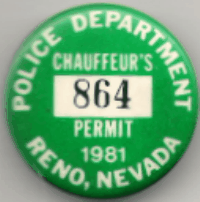 POLICE DEPARTMENT
CHAUFFEUR'S
864
PERMIT
1981
RENO, NEVADA